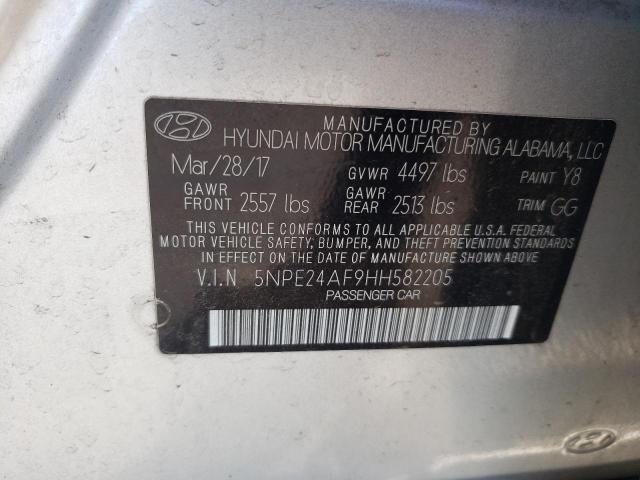 MANUFACTURED BY
HYUNDAI MOTOR MANUFACTURING ALABAMA, LLC
Mar/28/17 GVWR 4497 lbs PAINT Y8
GAWR FRONT 2557 lbs GAWR REAR 2513 lbs TRIM GG
THIS VEHICLE CONFORMS TO ALL APPLICABLE U.S.A. FEDERAL
MOTOR VEHICLE SAFETY, BUMPER, AND THEFT PREVENTION STANDARDS
IN EFFECT ON THE DATE OF MANUFACTURE SHOWN ABOVE.
V.I.N 5NPE24AF9HH582205
PASSENGER CAR